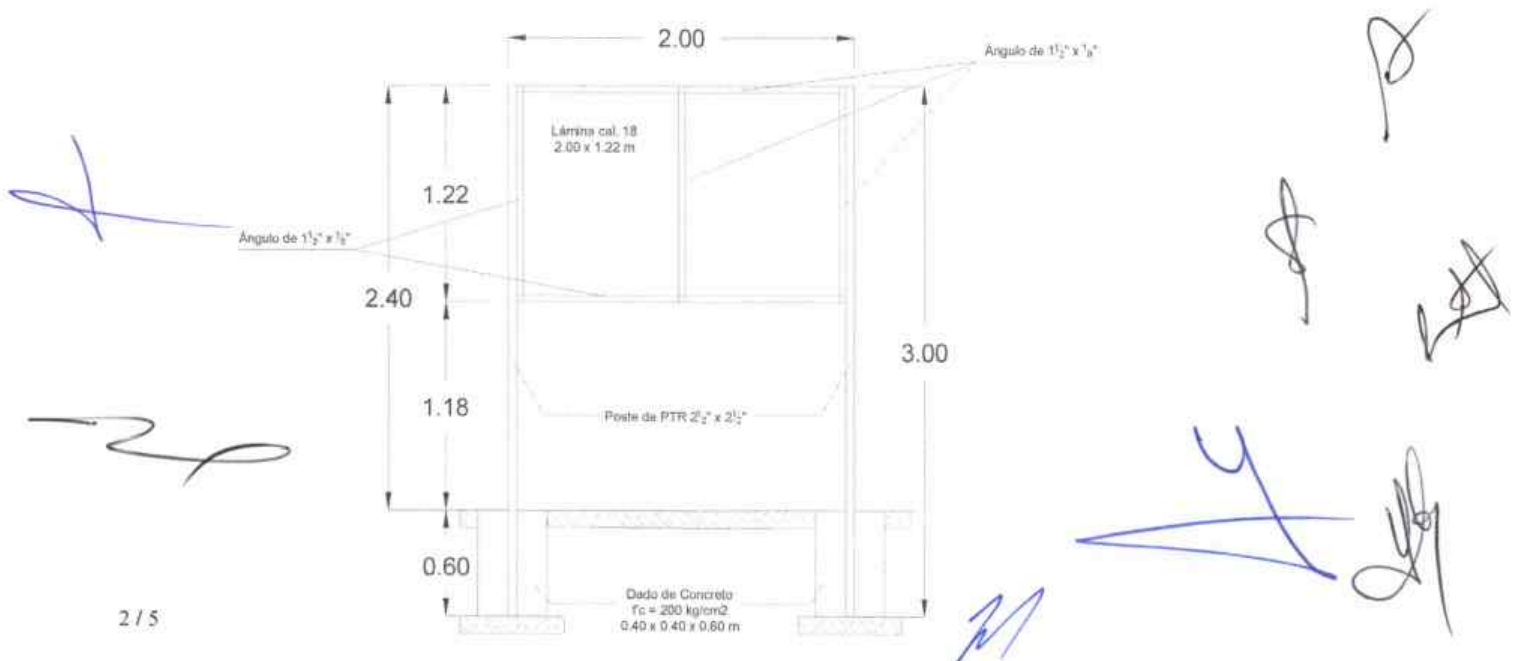 2.00
Ángulo de 1½" x ⅛"
Lámina cal. 18
2.00 x 1.22 m
1.22
Ángulo de 1½" x ⅛"
2.40
3.00
1.18
Poste de PTR 2½" x 2½"
0.60
Dado de Concreto
f'c = 200 kg/cm2
0.40 x 0.40 x 0.60 m
2 / 5